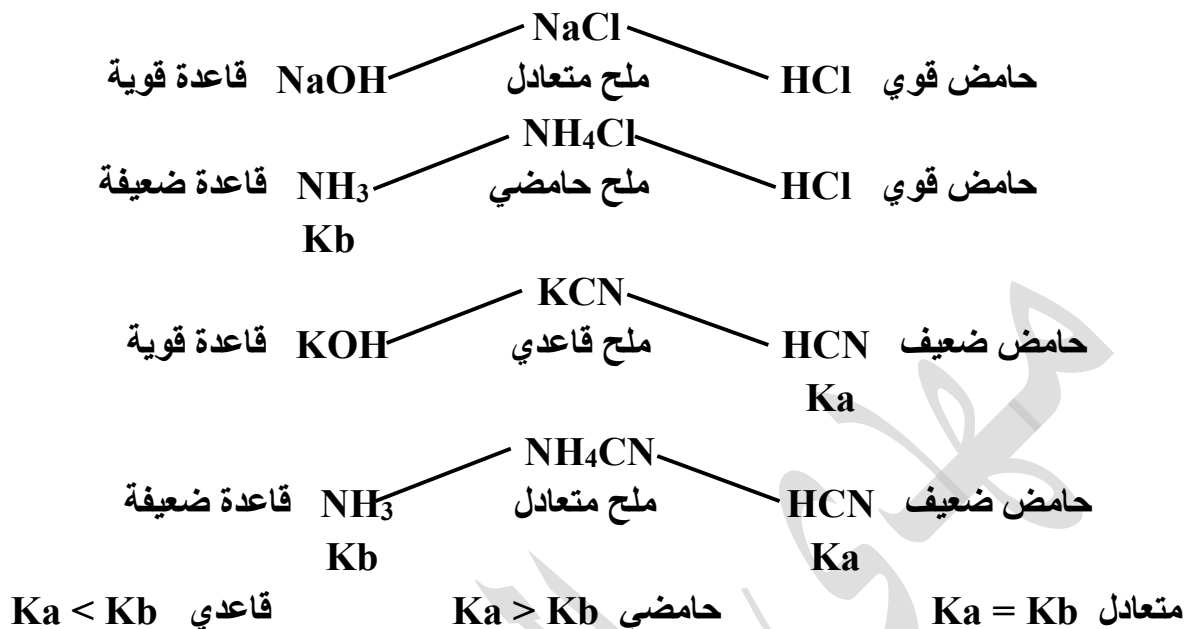 NaCl
حامض قوي HCl ملح متعادل NaOH قاعدة قوية
NH₄Cl
حامض قوي HCl ملح حامضي NH₃ قاعدة ضعيفة
Kb
KCN
حامض ضعيف HCN ملح قاعدي KOH قاعدة قوية
Ka
NH₄CN
حامض ضعيف HCN ملح متعادل NH₃ قاعدة ضعيفة
Ka Kb
متعادل Ka = Kb حامضي Ka > Kb قاعدي Ka < Kb